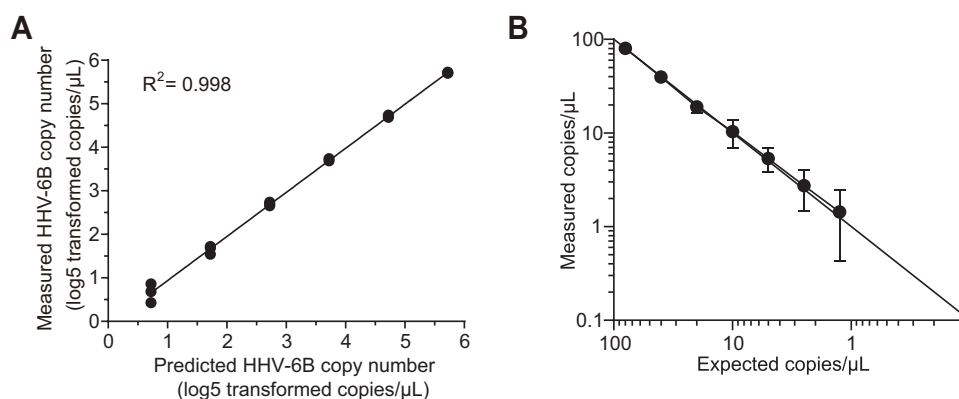 A
Measured HHV-6B copy number
(log5 transformed copies/µL)
6
5
4
3
2
1
0
R²= 0.998
0 1 2 3 4 5 6
Predicted HHV-6B copy number
(log5 transformed copies/µL)
B
Measured copies/µL
100
10
1
0.1
100 10 1
Expected copies/µL